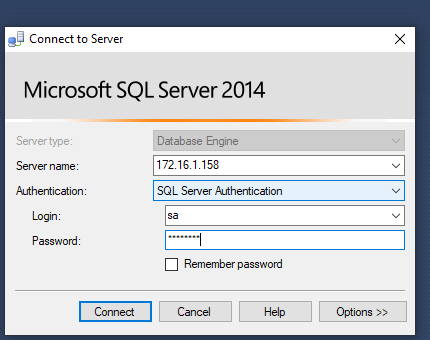 Connect to Server
Microsoft SQL Server 2014
Server type: Database Engine
Server name: 172.16.1.158
Authentication: SQL Server Authentication
Login: sa
Password: ********
Remember password
Connect Cancel Help Options >>